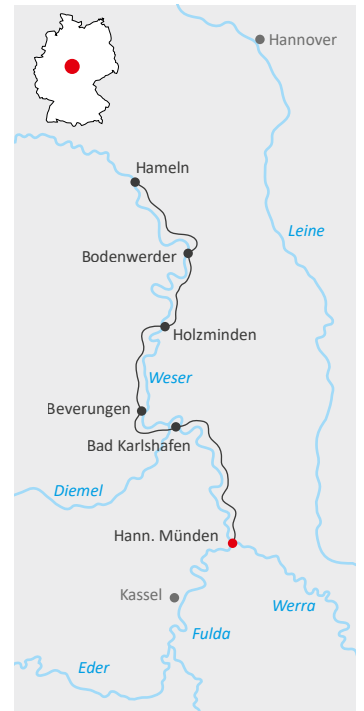 Hannover
Hameln
Leine
Bodenwerder
Holzminden
Weser
Beverungen
Bad Karlshafen
Diemel
Hann. Münden
Kassel
Werra
Fulda
Eder